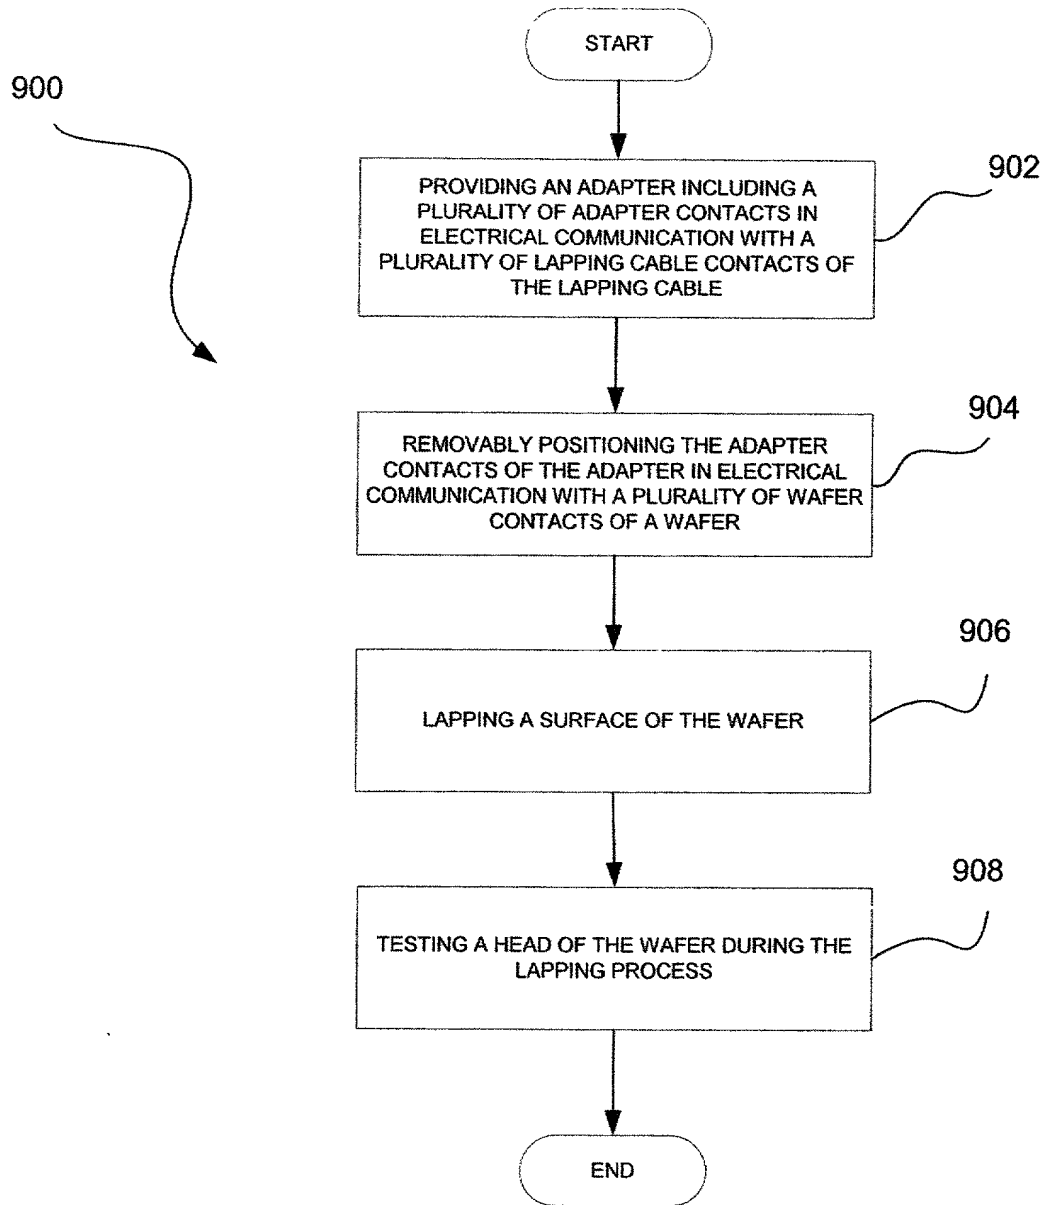 START
900
902
PROVIDING AN ADAPTER INCLUDING A
PLURALITY OF ADAPTER CONTACTS IN
ELECTRICAL COMMUNICATION WITH A
PLURALITY OF LAPPING CABLE CONTACTS OF
THE LAPPING CABLE
904
REMOVABLY POSITIONING THE ADAPTER
CONTACTS OF THE ADAPTER IN ELECTRICAL
COMMUNICATION WITH A PLURALITY OF WAFER
CONTACTS OF A WAFER
906
LAPPING A SURFACE OF THE WAFER
908
TESTING A HEAD OF THE WAFER DURING THE
LAPPING PROCESS
END